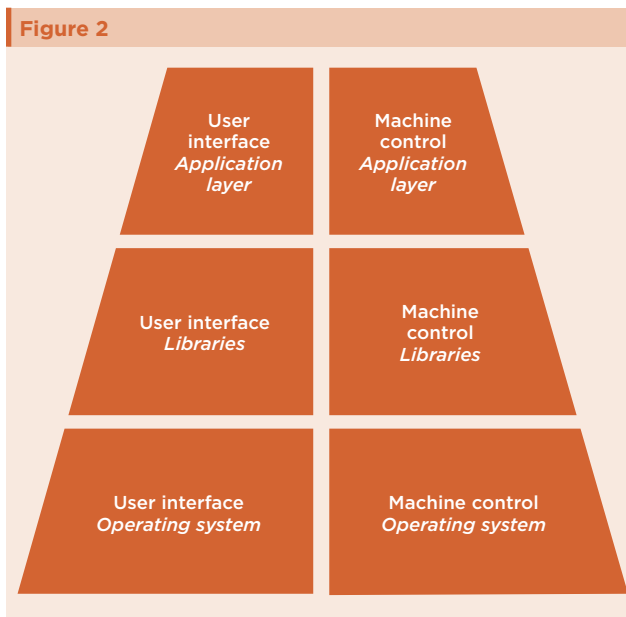 Figure 2
User
interface
Application
layer
Machine
control
Application
layer
User interface
Libraries
Machine
control
Libraries
User interface
Operating system
Machine control
Operating system